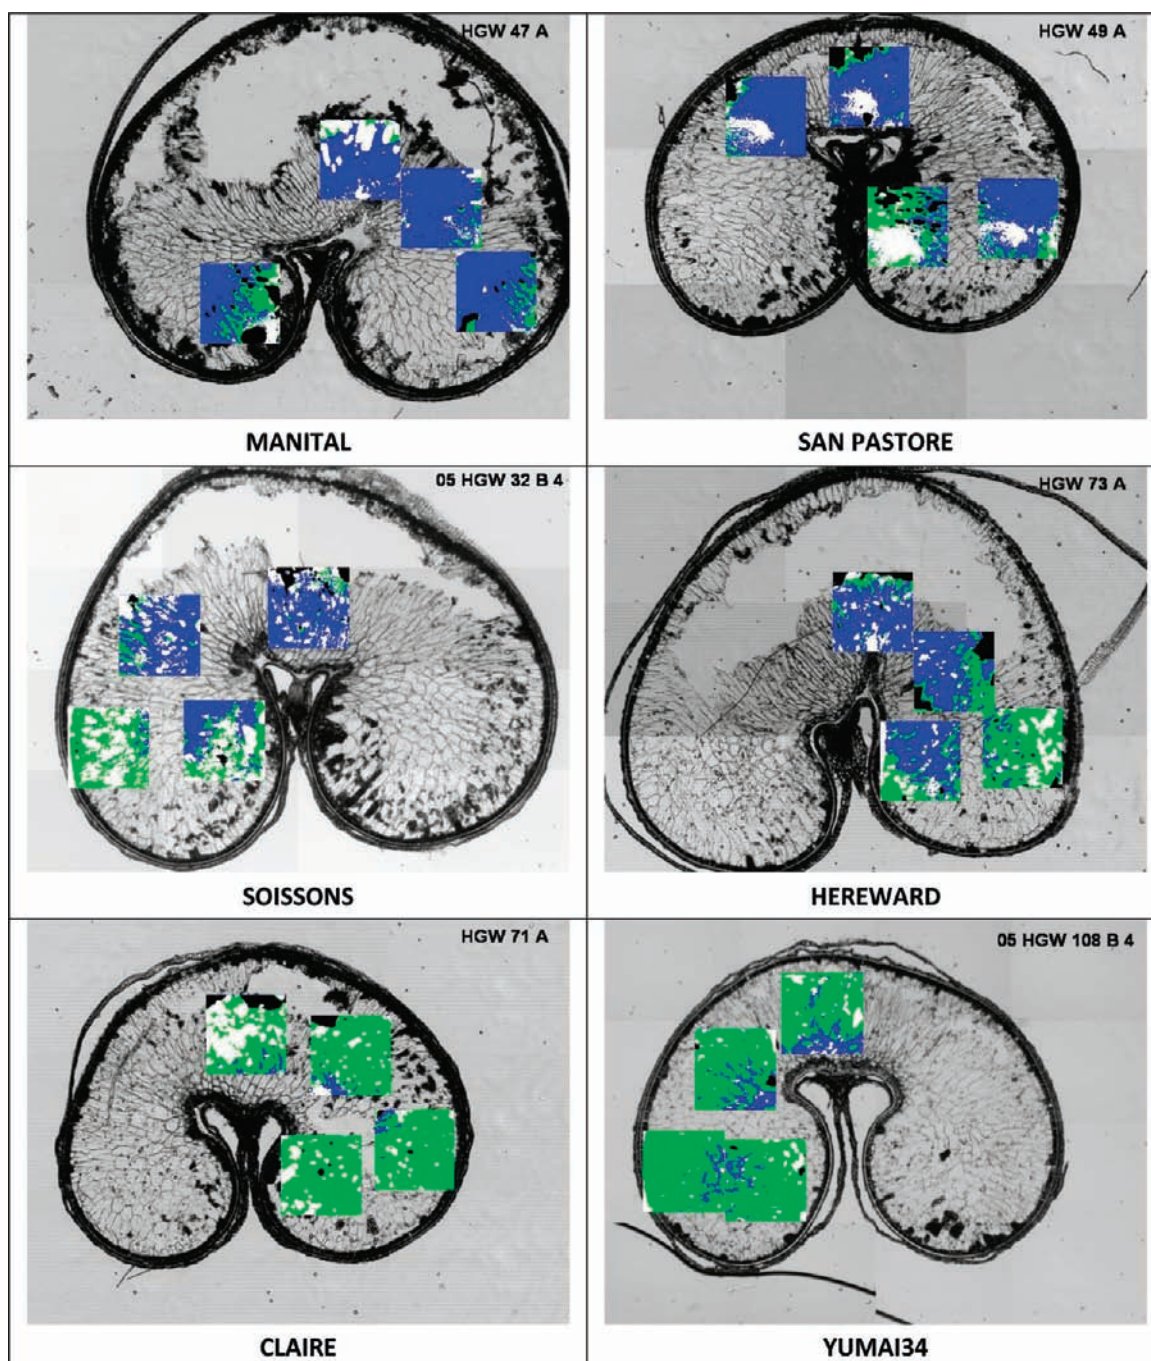 HGW 47 A
MANITAL
HGW 49 A
SAN PASTORE
05 HGW 32 B 4
SOISSONS
HGW 73 A
HEREWARD
HGW 71 A
CLAIRE
05 HGW 108 B 4
YUMAI34